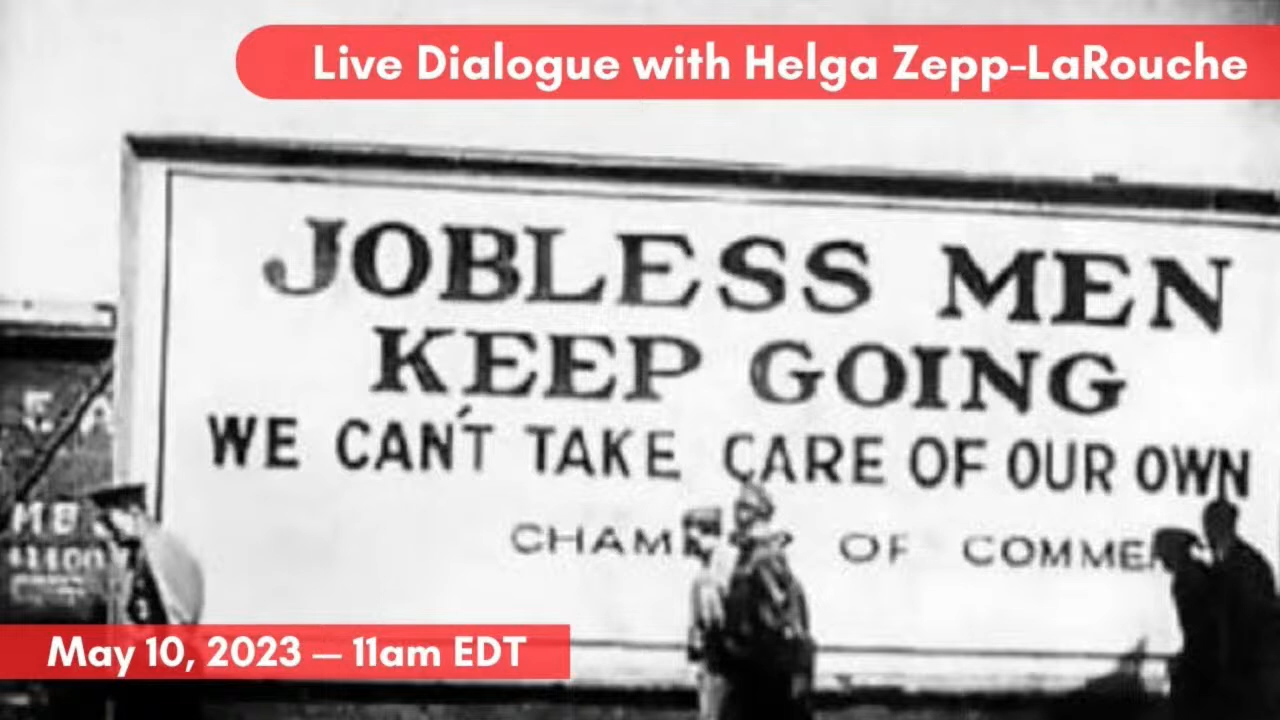 Live Dialogue with Helga Zepp-LaRouche
JOBLESS MEN
KEEP GOING
WE CAN'T TAKE CARE OF OUR OWN
OF
May 10, 2023 — 11am EDT